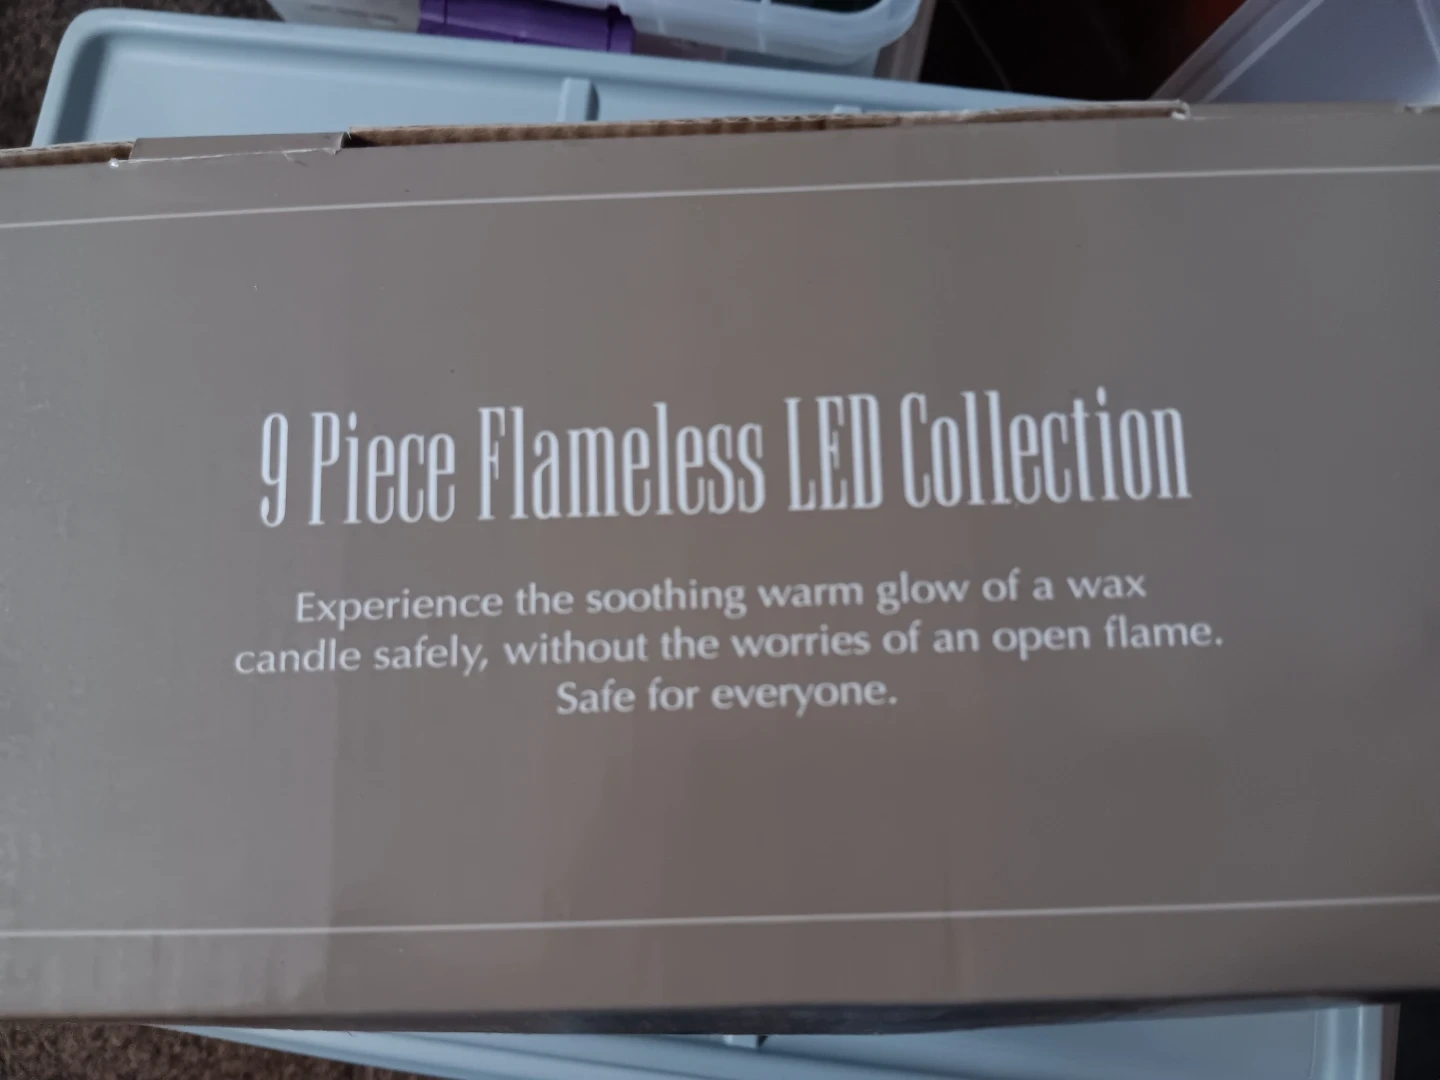 9 Piece Flameless LED Collection
Experience the soothing warm glow of a wax
candle safely, without the worries of an open flame.
Safe for everyone.